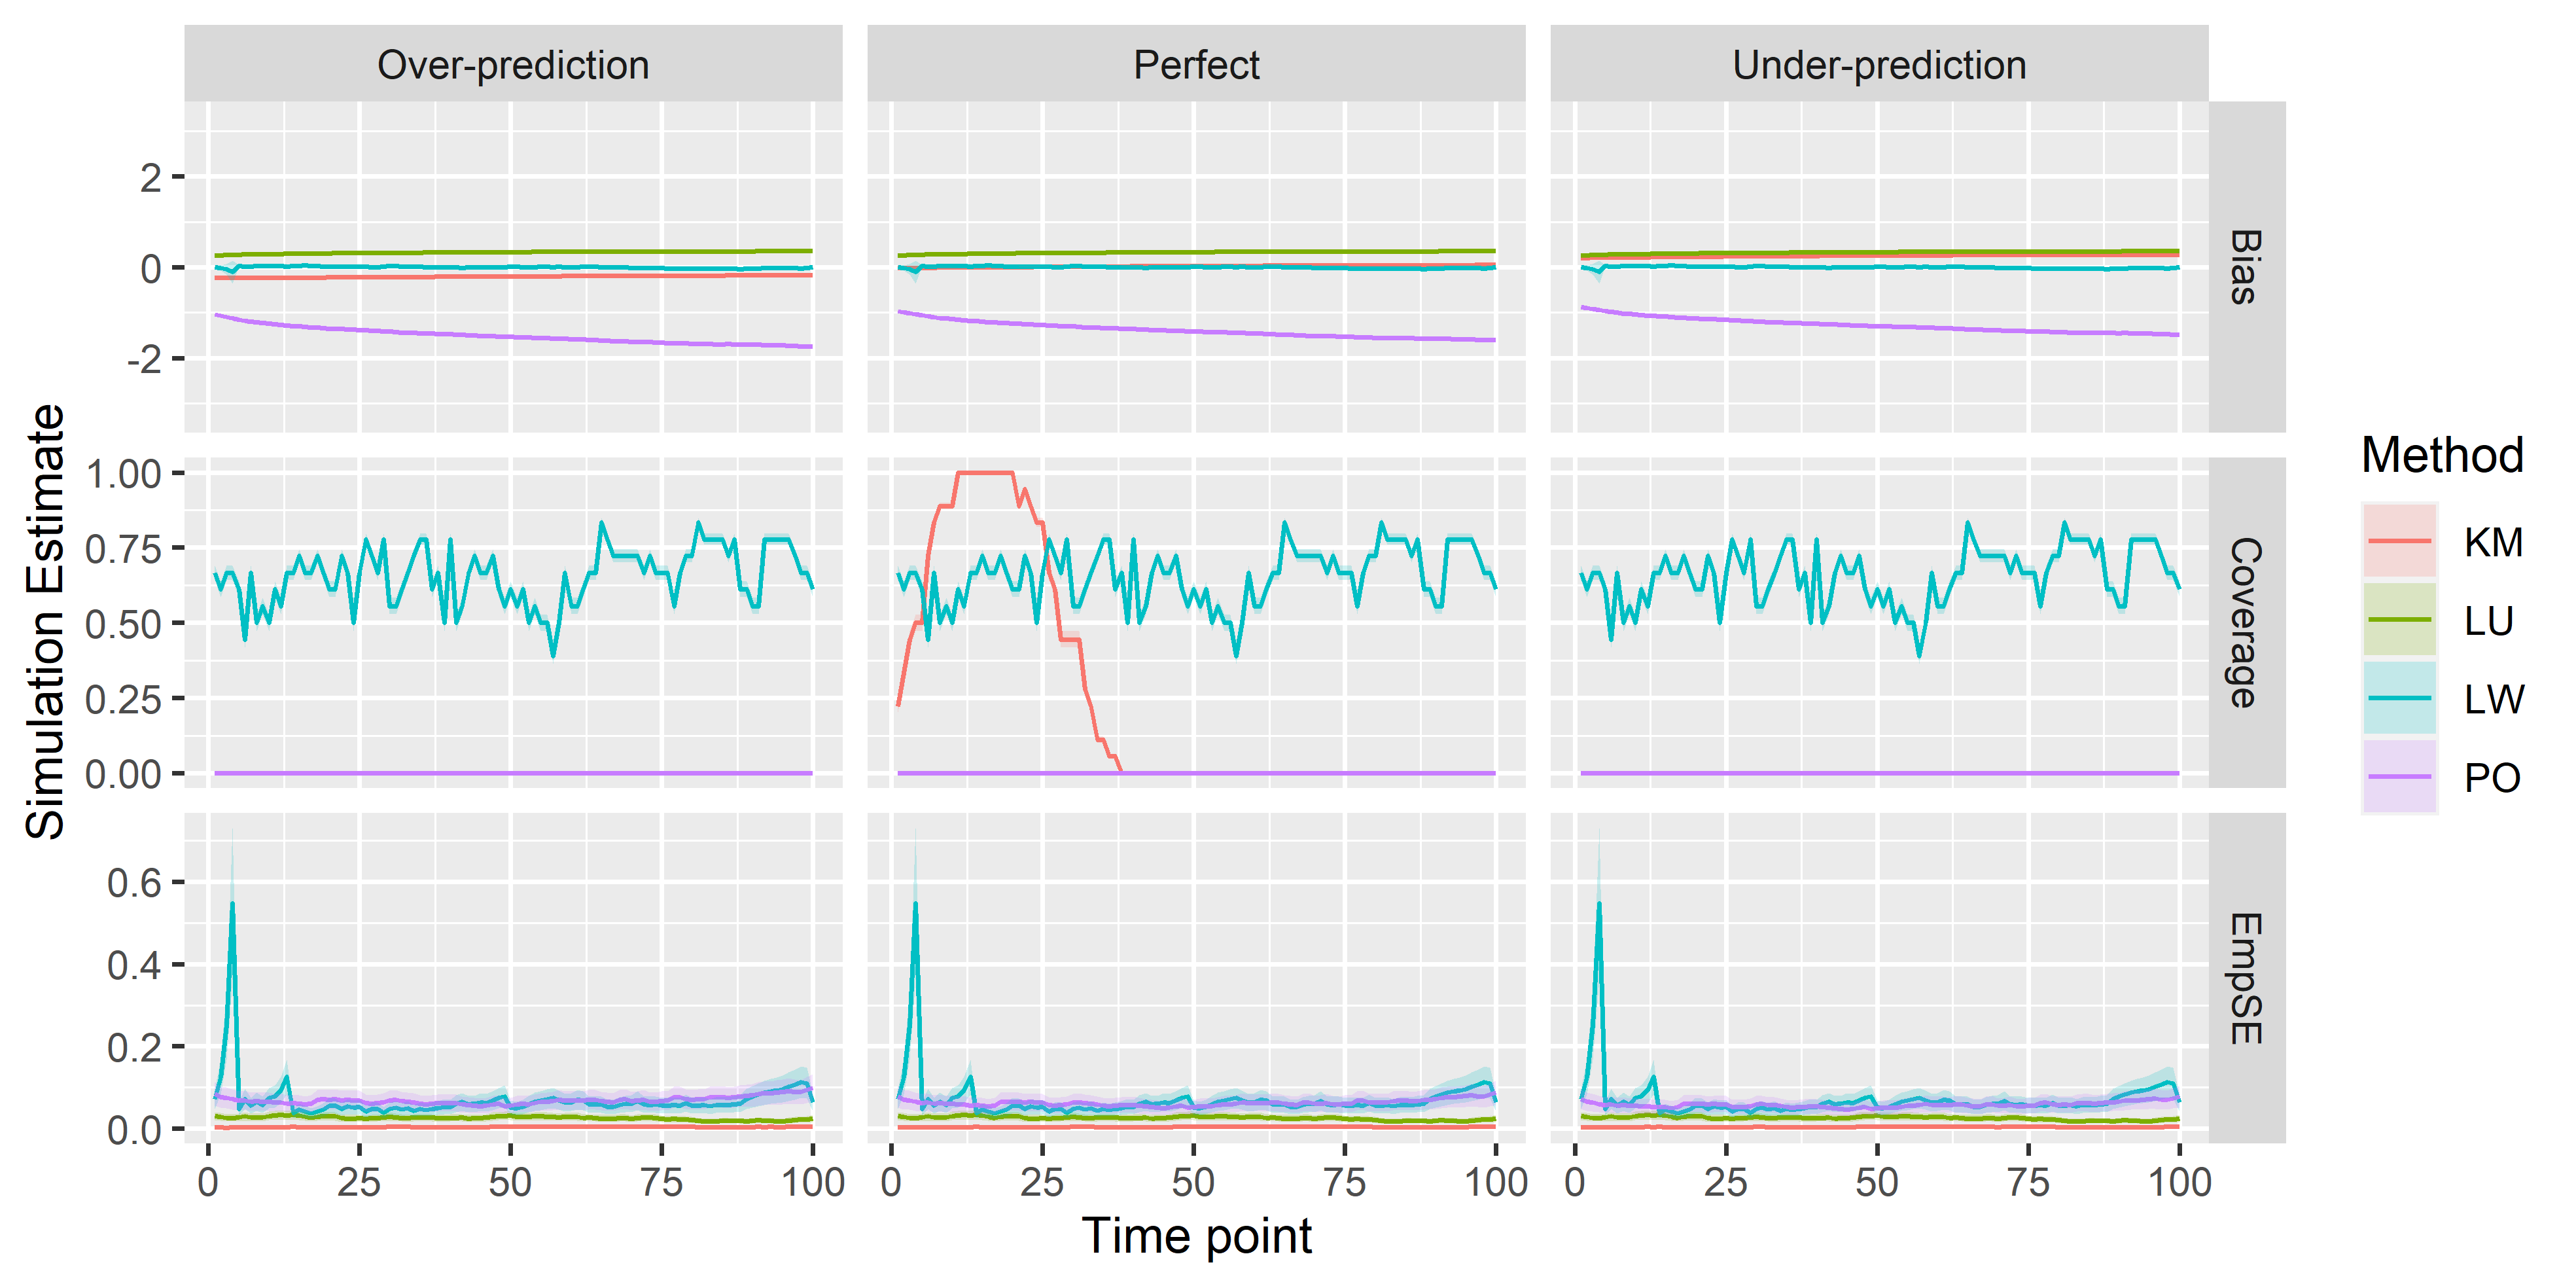 Over-prediction
Perfect
Under-prediction
2
0
-2
Bias
1.00
0.75
0.50
0.25
0.00
Coverage
0.6
0.4
0.2
0.0
EmpSE
0 25 50 75 100
0 25 50 75 100
0 25 50 75 100
Time point
Simulation Estimate
Method
KM
LU
LW
PO